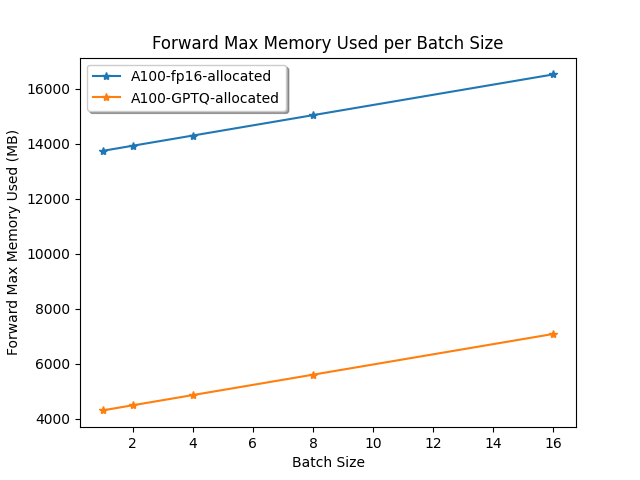 Forward Max Memory Used per Batch Size
A100-fp16-allocated
A100-GPTQ-allocated
Forward Max Memory Used (MB)
16000
14000
12000
10000
8000
6000
4000
2 4 6 8 10 12 14 16
Batch Size